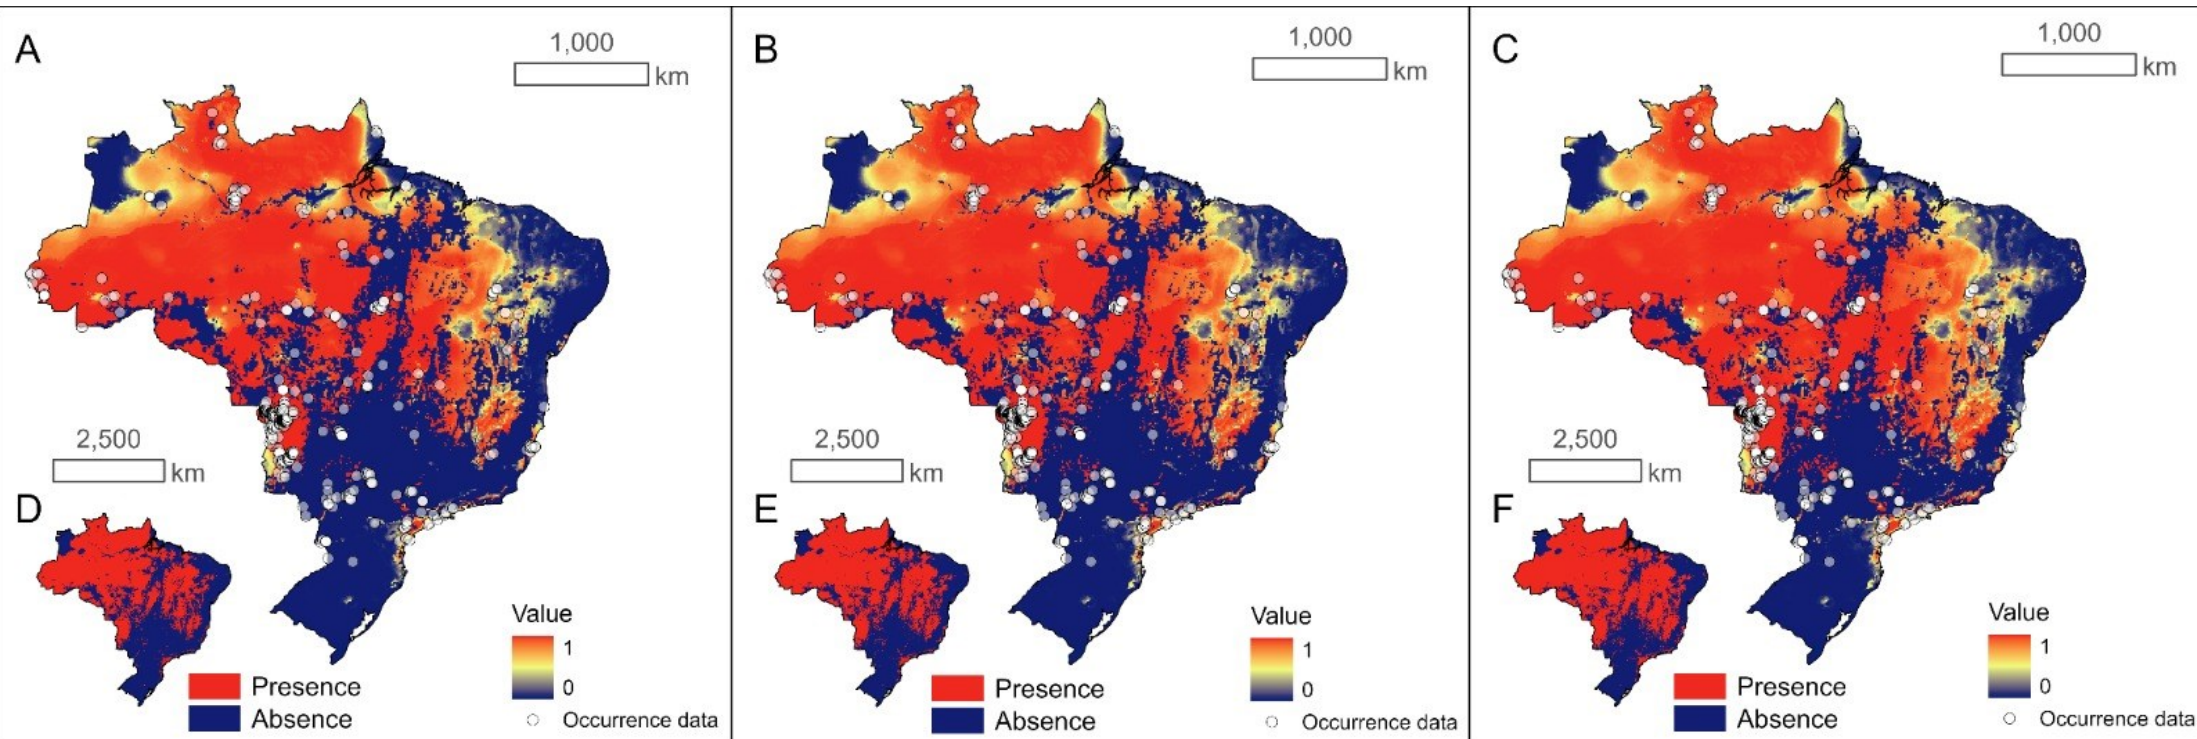 A
1,000
km
2,500
km
D
Value
1
0
Presence
Absence
Occurrence data
B
1,000
km
2,500
km
E
Value
1
0
Presence
Absence
Occurrence data
C
1,000
km
2,500
km
F
Value
1
0
Presence
Absence
Occurrence data